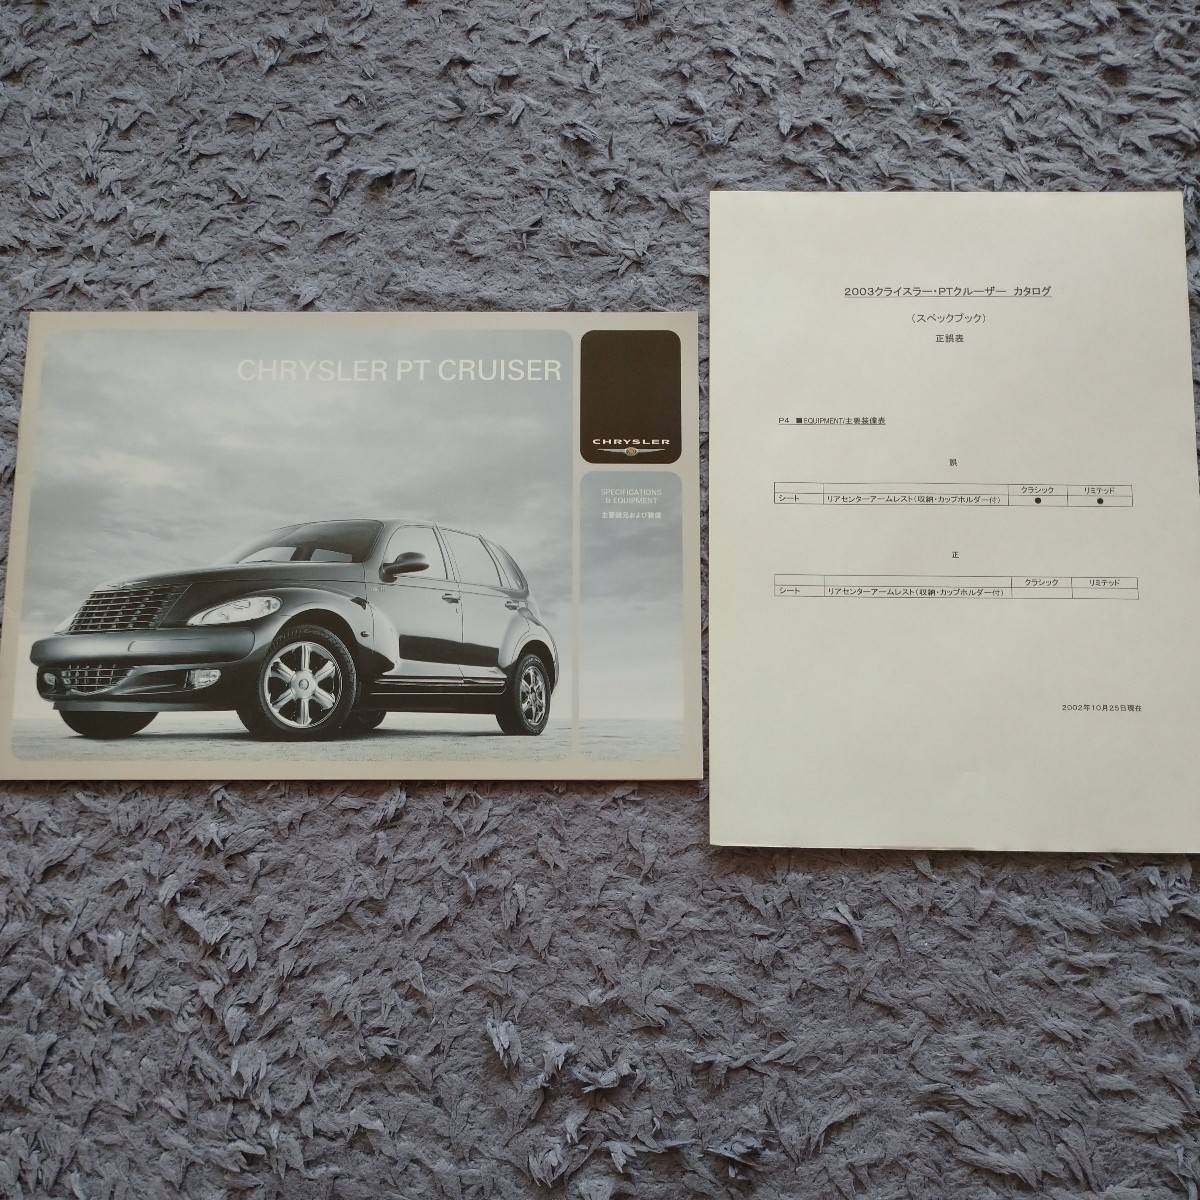 CHRYSLER PT CRUISER
CHRYSLER
SPECIFICATIONS
& EQUIPMENT
主要諸元および装備
2003クライスラー・PTクルーザー カタログ
(スペックブック)
正誤表
P4 ■EQUIPMENT/主要装備表
誤
クラシック リミテッド
シート リアセンターアームレスト(収納・カップホルダー付) ● ●
正
クラシック リミテッド
シート リアセンターアームレスト(収納・カップホルダー付)
2002年10月25日現在